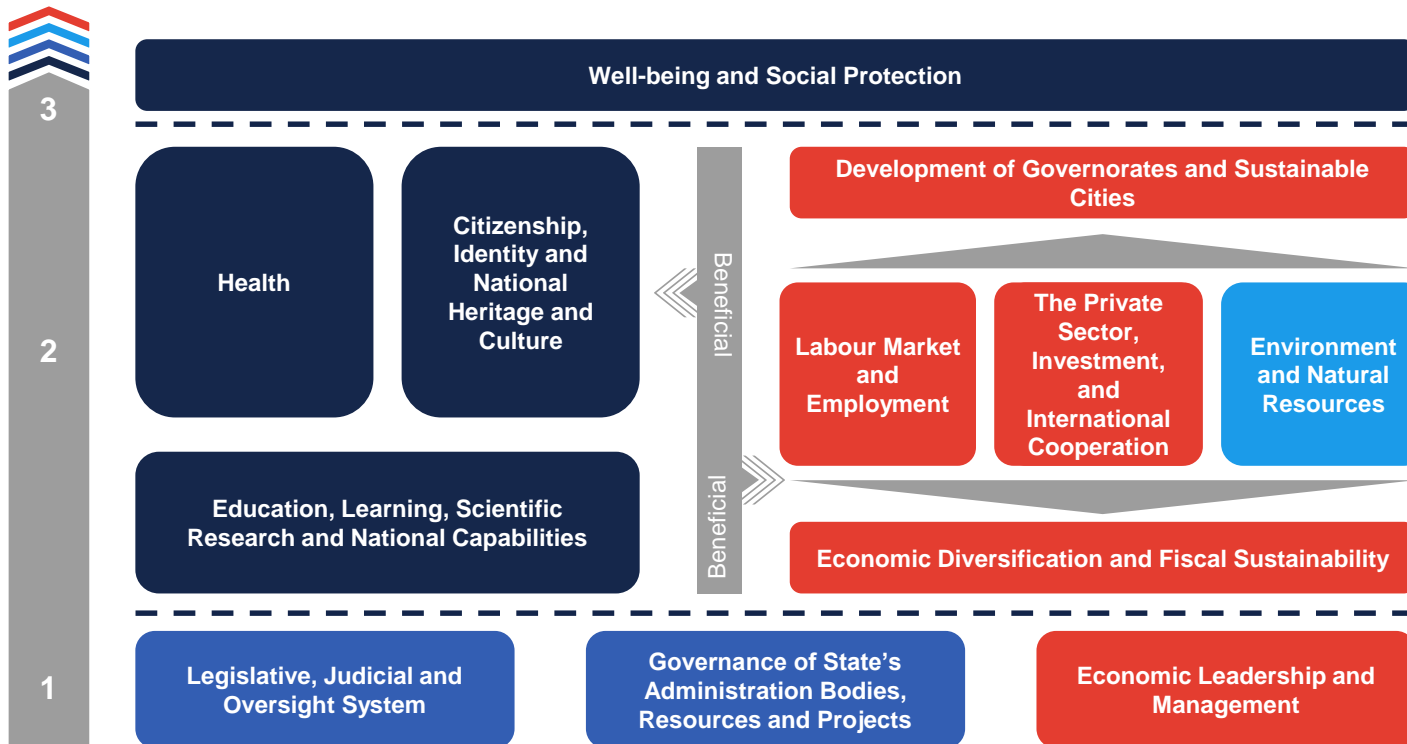 3
Well-being and Social Protection
Health
Citizenship,
Identity and
National
Heritage and
Culture
Beneficial
Development of Governorates and Sustainable
Cities
2
Labour Market
and
Employment
The Private
Sector,
Investment,
and
International
Cooperation
Environment
and Natural
Resources
Education, Learning, Scientific
Research and National Capabilities
Beneficial
Economic Diversification and Fiscal Sustainability
1
Legislative, Judicial and
Oversight System
Governance of State’s
Administration Bodies,
Resources and Projects
Economic Leadership and
Management